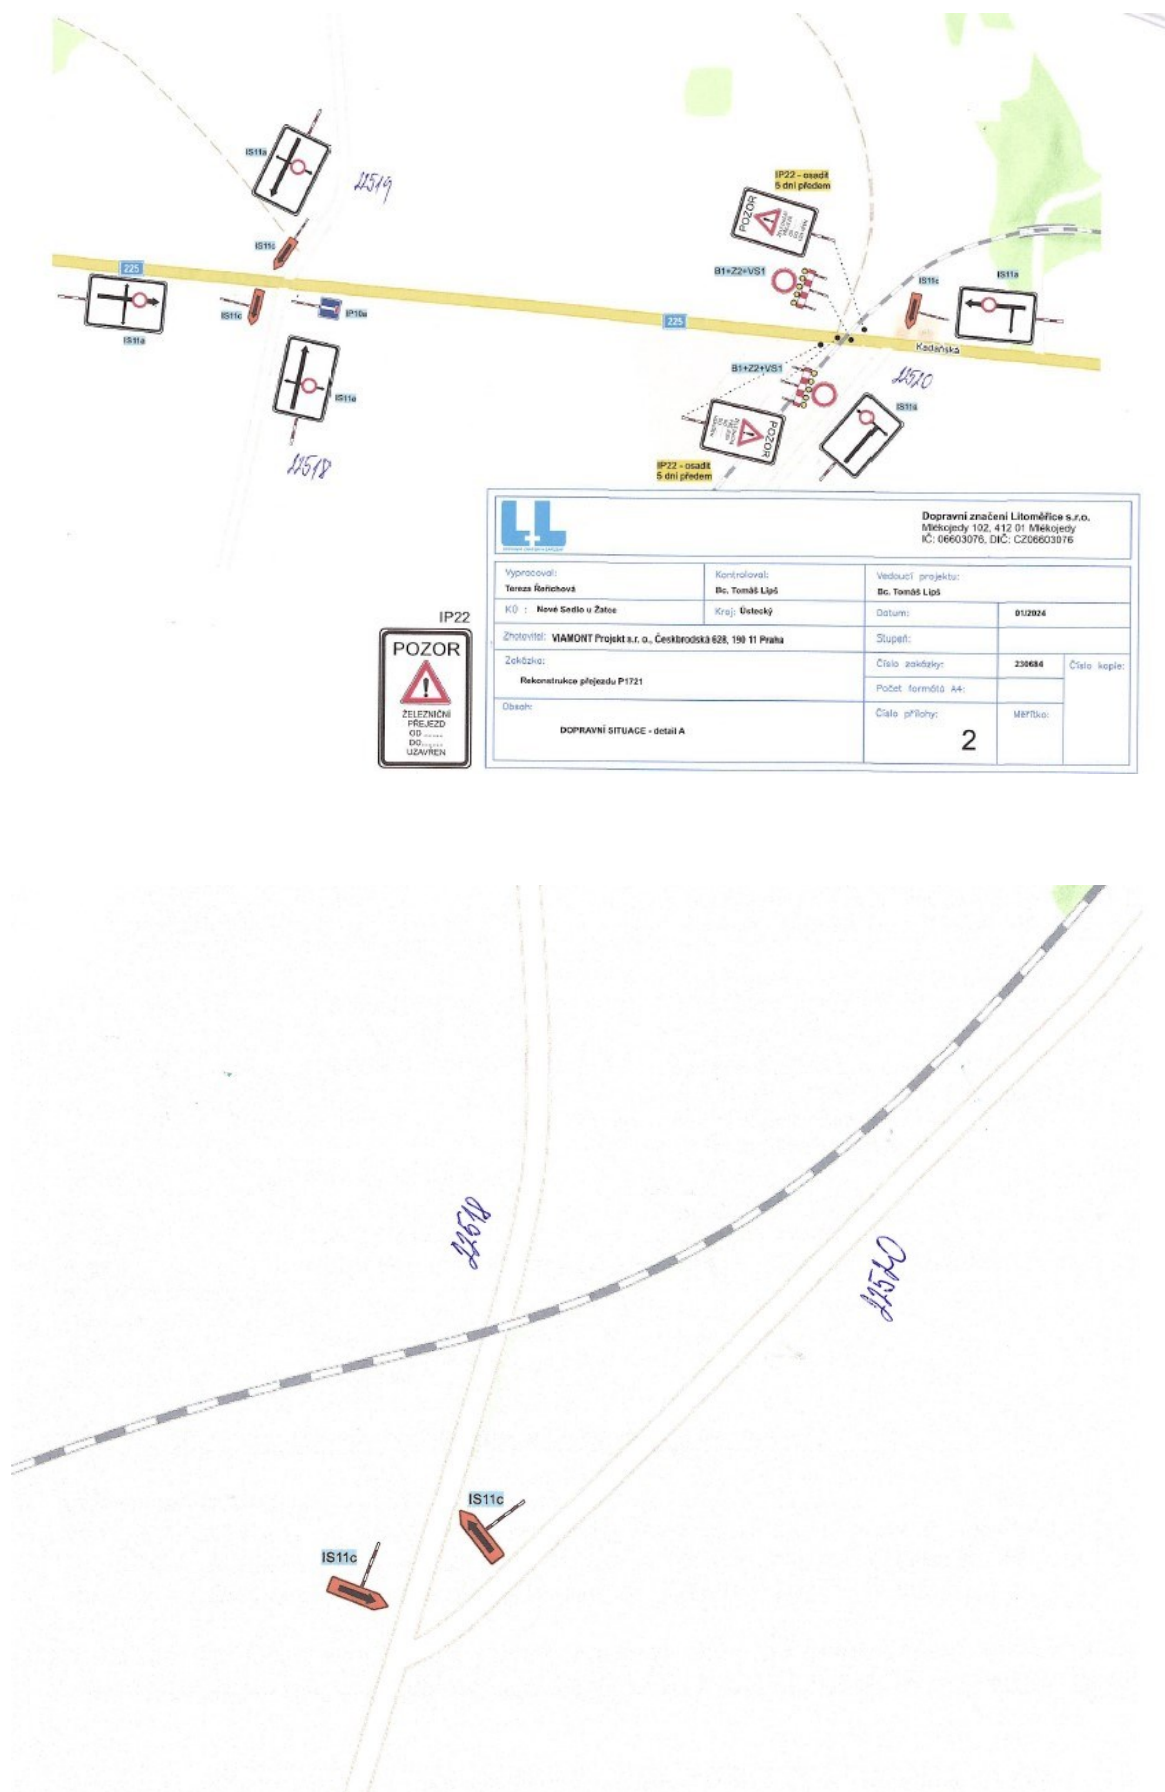 IS11a
22519
IS11c
225
IS11a
IS11c
IP10a
IS11a
22518
IP22 - osadit
5 dní předem
POZOR
B1+Z2+VS1
IS11c
IS11a
225
Kadaňská
B1+Z2+VS1
22520
IS11a
POZOR
IP22 - osadit
5 dní předem
L+L
Dopravní značení Litoměřice s.r.o.
Mlékojedy 102, 412 01 Mlékojedy
IČ: 06603076, DIČ: CZ06603076
Vypracoval:
Tereza Řeřichová
Kontroloval:
Bc. Tomáš Lipš
Vedoucí projektu:
Bc. Tomáš Lipš
KÚ : Nové Sedlo u Žatce
Kraj: Ústecký
Datum: 01/2024
Zhotovitel: VIAMONT Projekt s.r. o., Českbrodská 628, 190 11 Praha
Stupeň:
Zakázka:
Rekonstrukce přejezdu P1721
Číslo zakázky: 230684
Číslo kopie:
Počet formátů A4:
Obsah:
DOPRAVNÍ SITUACE - detail A
Číslo přílohy:
2
Měřítko:
IP22
POZOR
ŽELEZNIČNÍ
PŘEJEZD
OD ......
DO......
UZAVŘEN
22518
22520
IS11c
IS11c